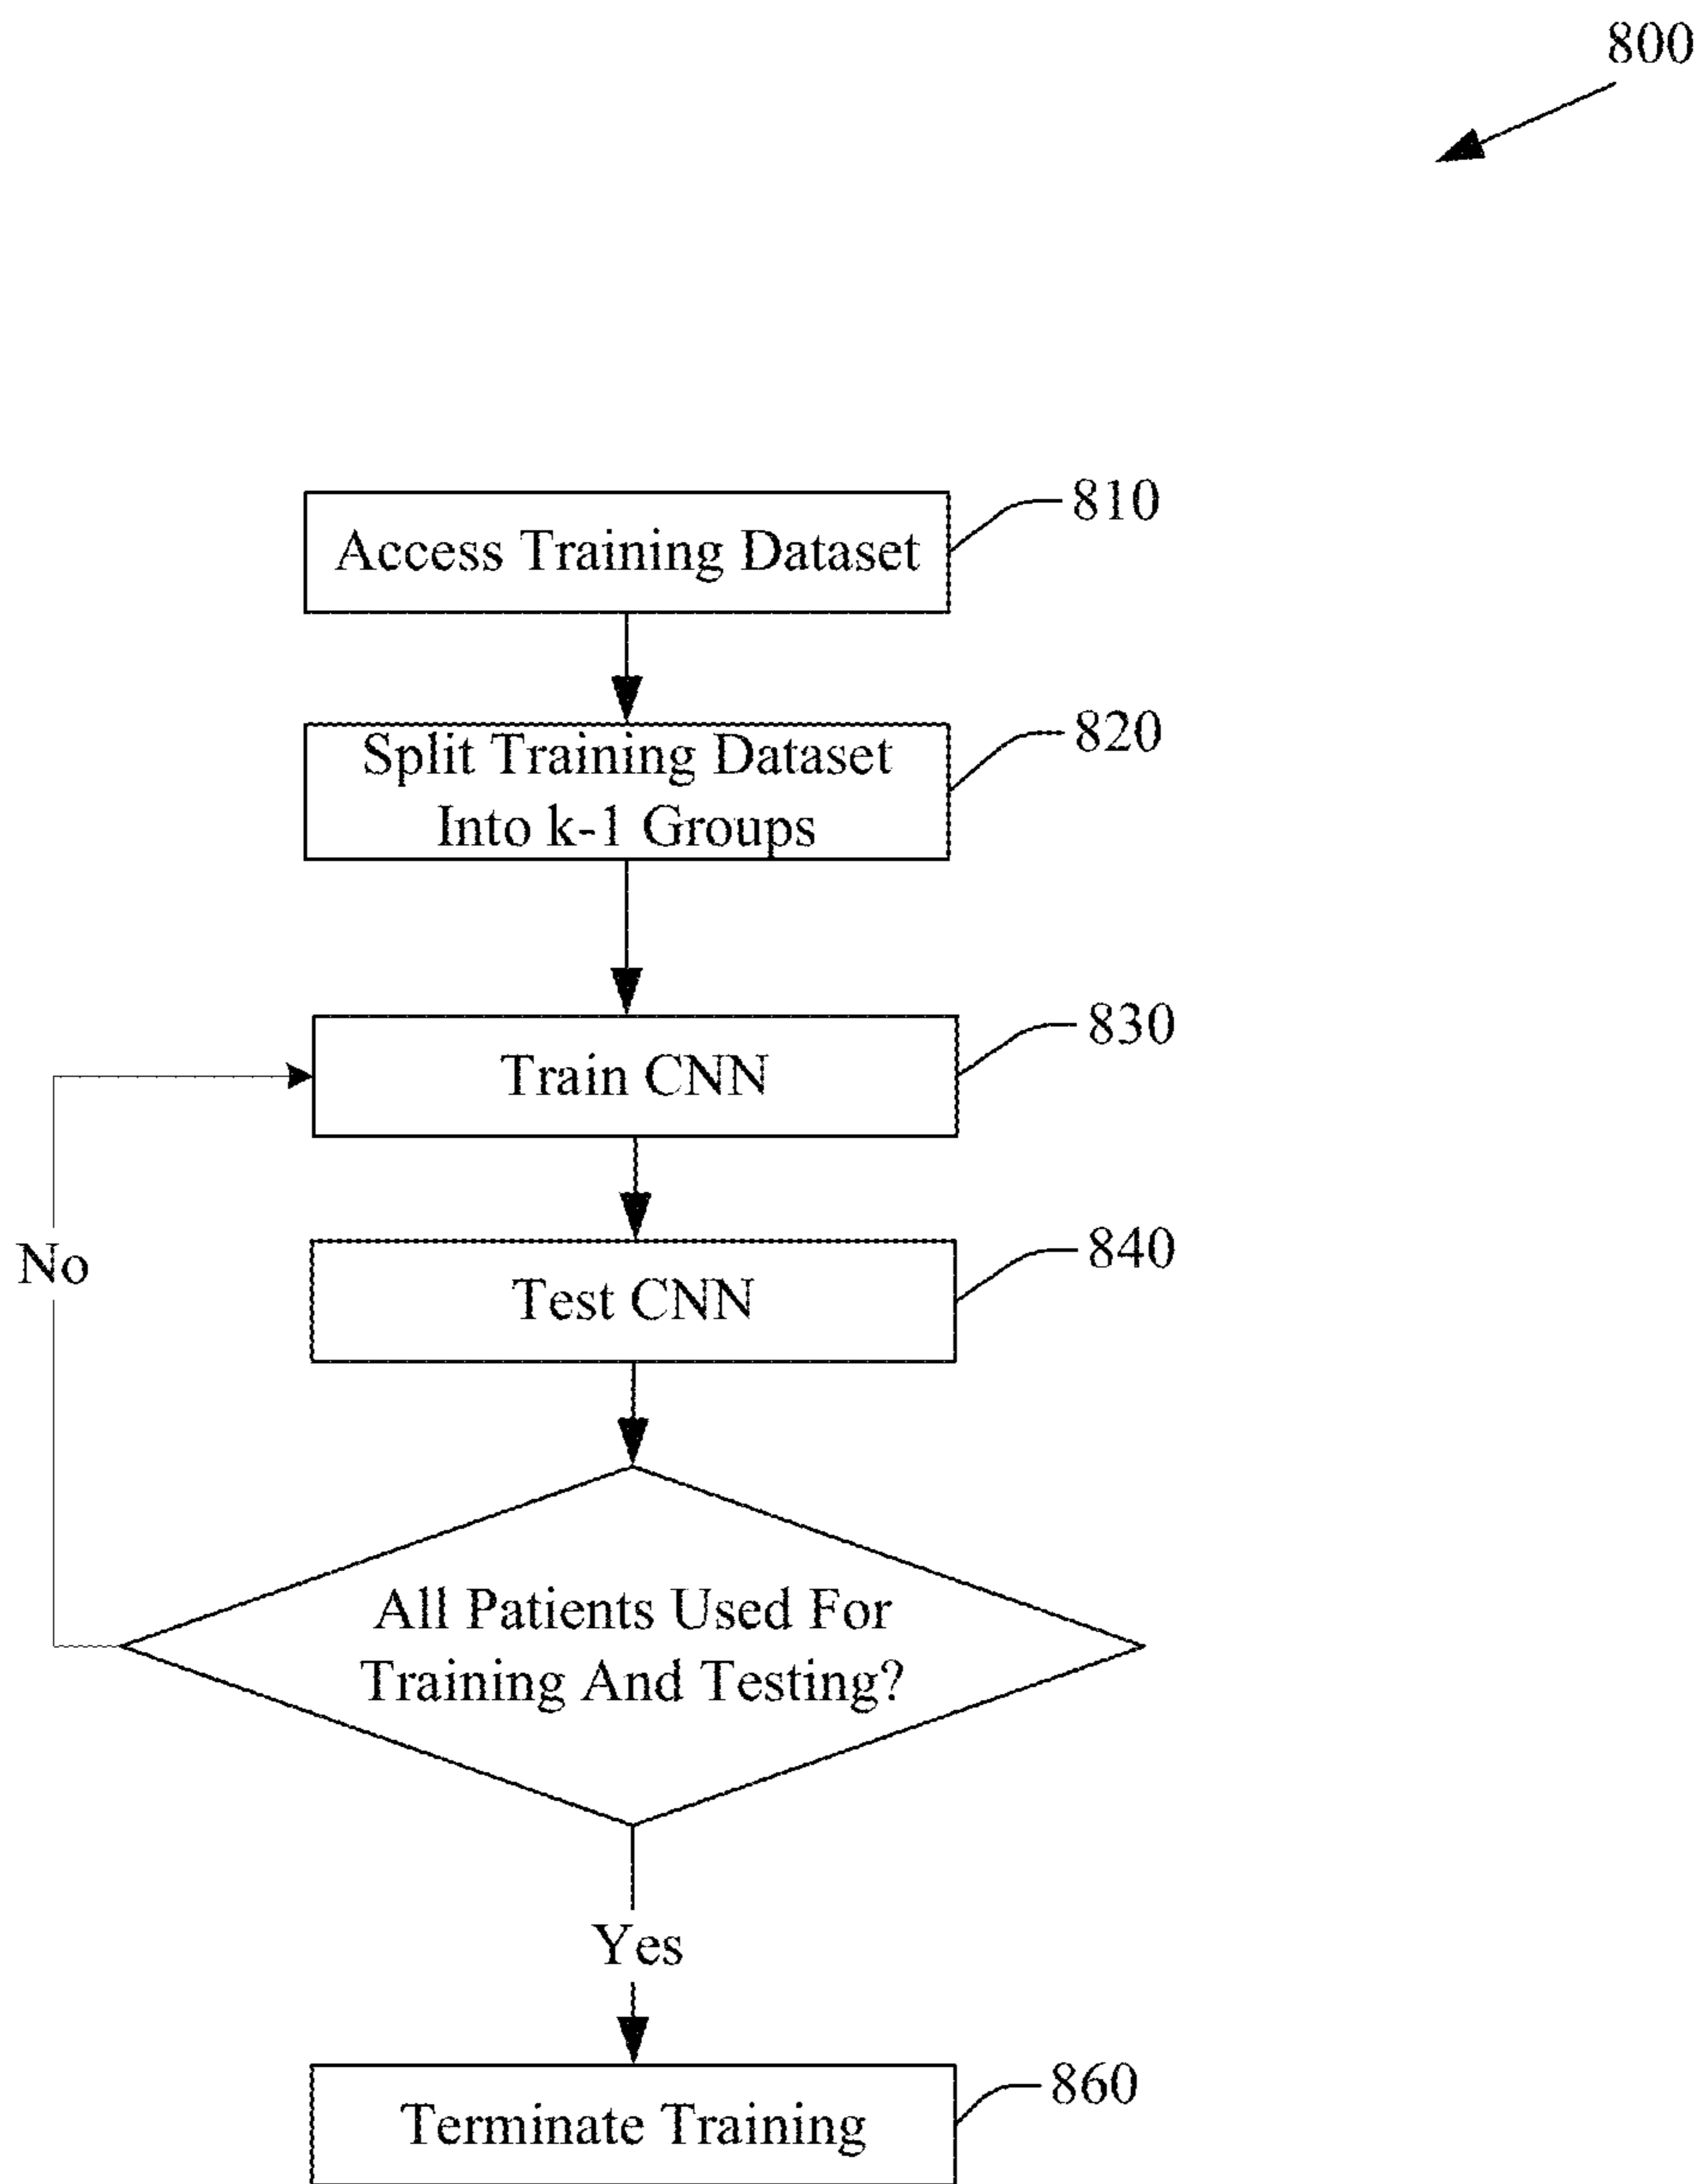 800
Access Training Dataset
810
Split Training Dataset
Into k-1 Groups
820
Train CNN
830
Test CNN
840
No
All Patients Used For
Training And Testing?
Yes
Terminate Training
860